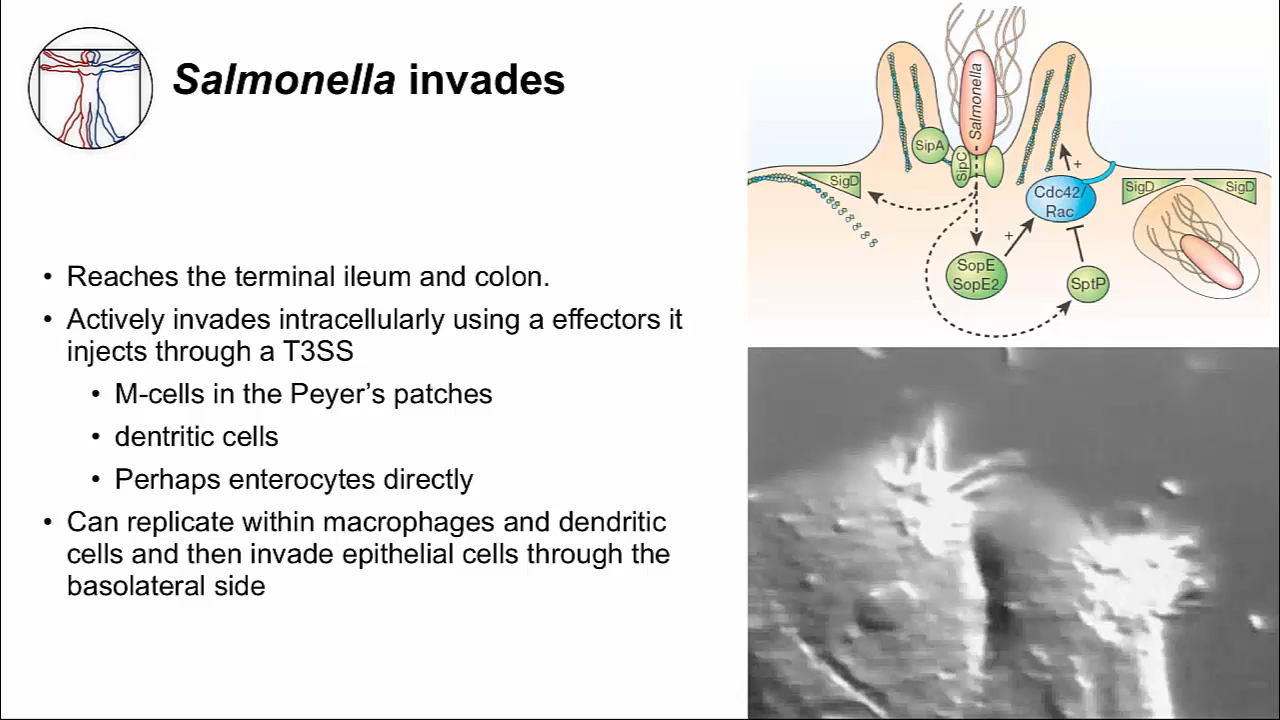 Salmonella invades
• Reaches the terminal ileum and colon.
• Actively invades intracellularly using a effectors it
injects through a T3SS
• M-cells in the Peyer's patches
• dentritic cells
• Perhaps enterocytes directly
• Can replicate within macrophages and dendritic
cells and then invade epithelial cells through the
basolateral side
Salmonella
SipA
SipC
SigD
Cdc42/
Rac
+
SigD
SigD
+
SopE
SopE2
SptP